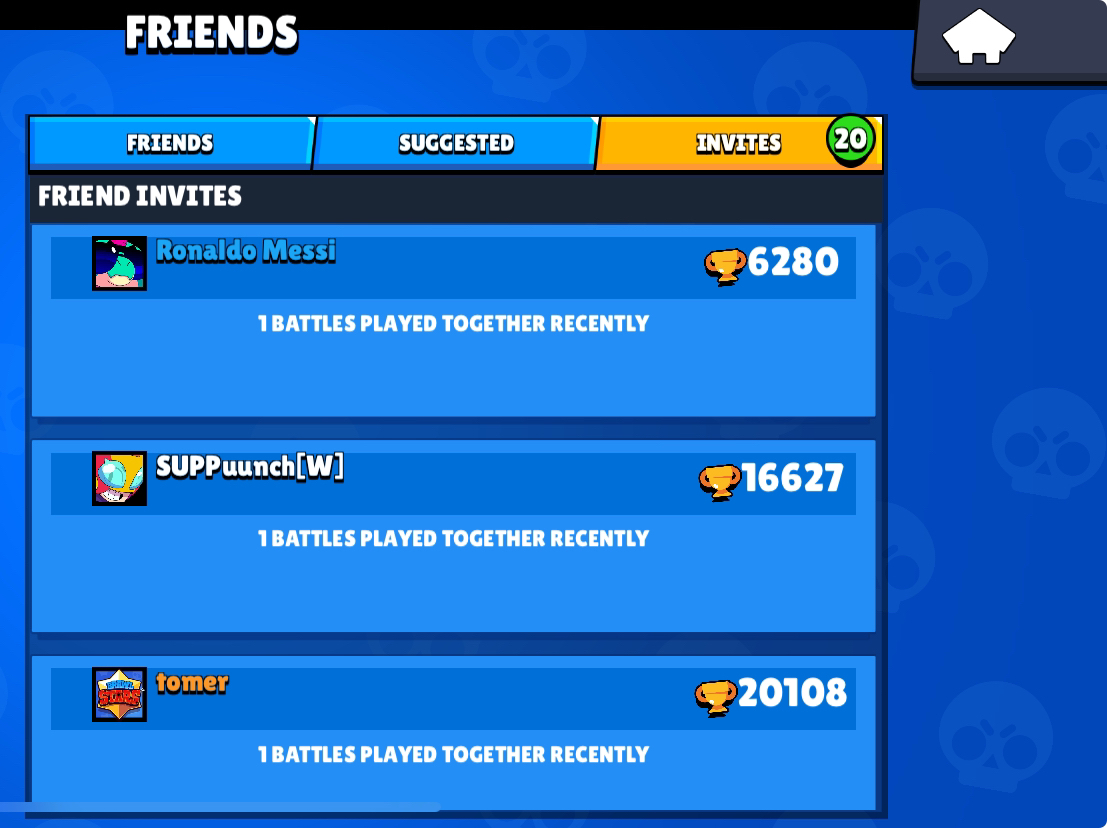 FRIENDS
FRIENDS
SUGGESTED
INVITES
20
FRIEND INVITES
Ronaldo Messi
6280
1 BATTLES PLAYED TOGETHER RECENTLY
SUPPuunch[W]
16627
1 BATTLES PLAYED TOGETHER RECENTLY
tomer
20108
1 BATTLES PLAYED TOGETHER RECENTLY